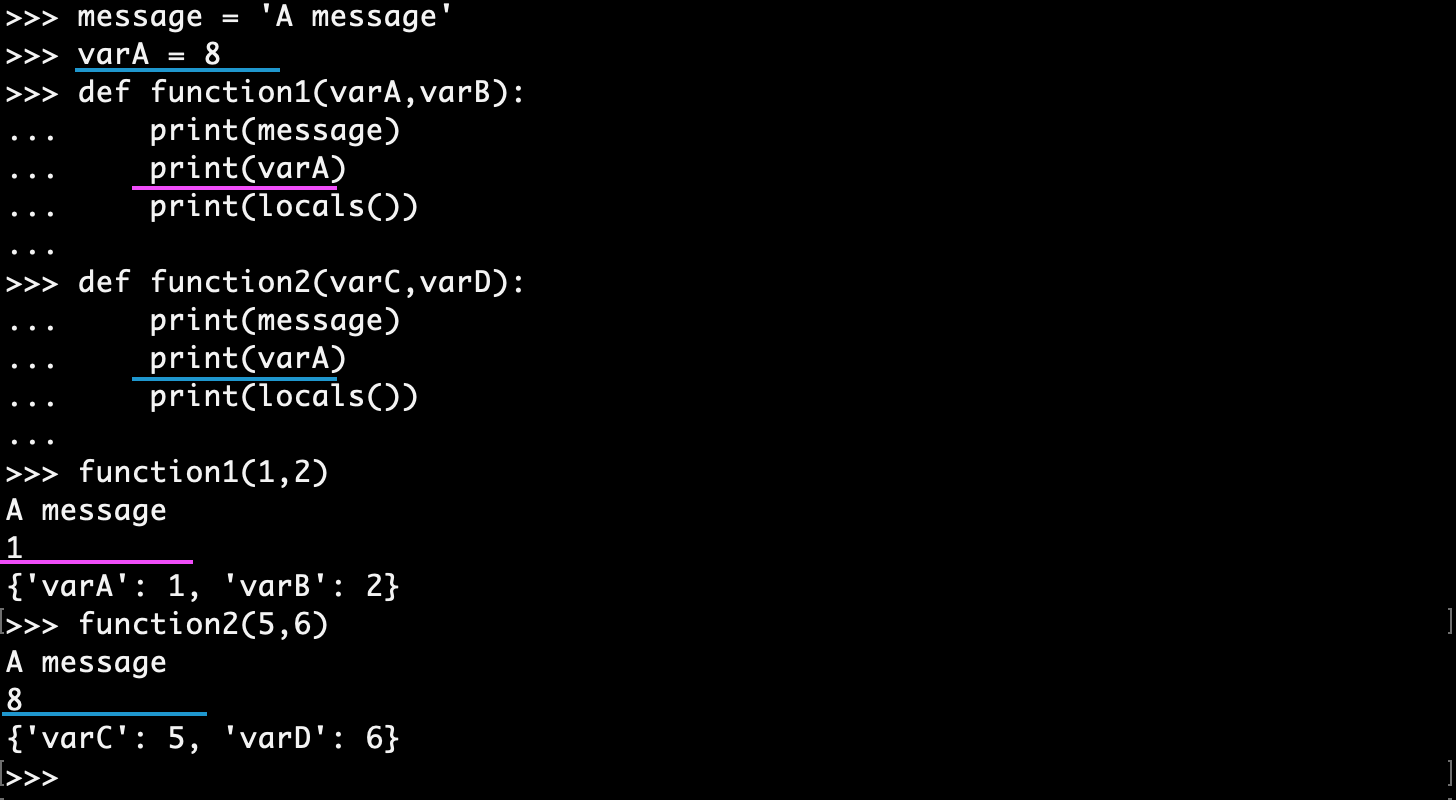 >>> message = 'A message'
>>> varA = 8
>>> def function1(varA,varB):
...     print(message)
...     print(varA)
...     print(locals())
...
>>> def function2(varC,varD):
...     print(message)
...     print(varA)
...     print(locals())
...
>>> function1(1,2)
A message
1
{'varA': 1, 'varB': 2}
>>> function2(5,6)
A message
8
{'varC': 5, 'varD': 6}
>>>